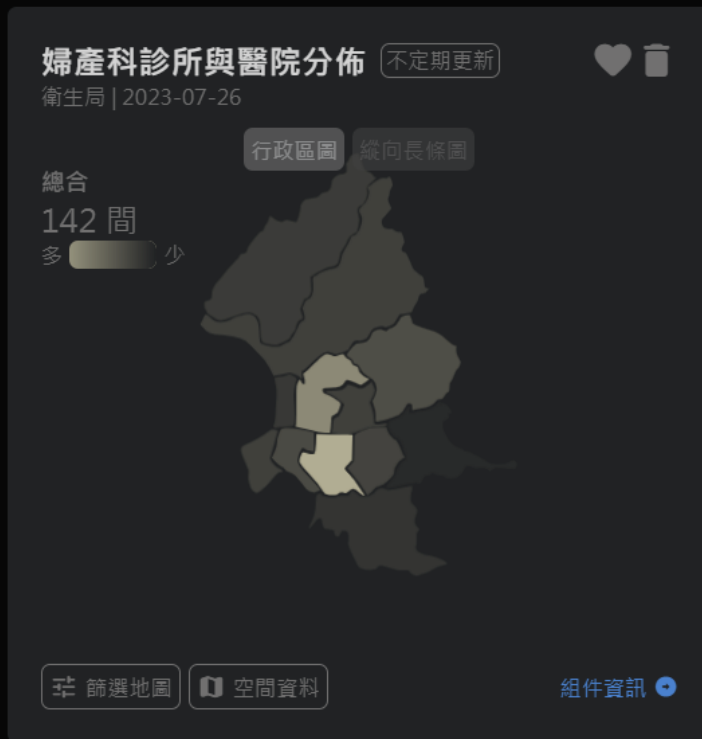 婦產科診所與醫院分佈 不定期更新
衛生局 | 2023-07-26
行政區圖 縱向長條圖
總合
142 間
多 少
篩選地圖 空間資料 組件資訊